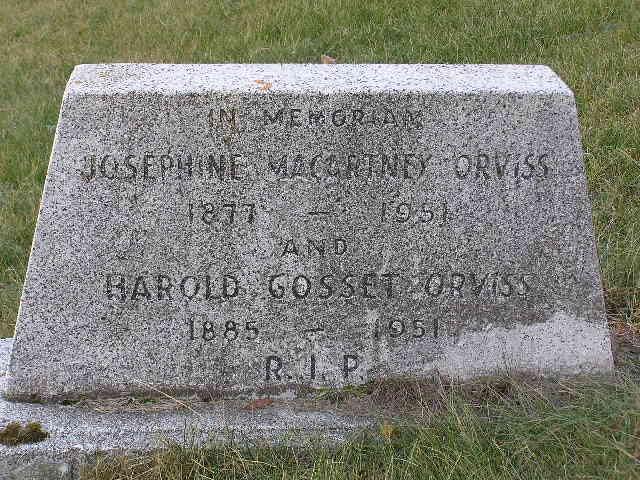 IN MEMORIAM
JOSEPHINE MACARTNEY ORVISS
1877 - 1951
AND
HAROLD GOSSET ORVISS
1885 - 1951
R.I.P.